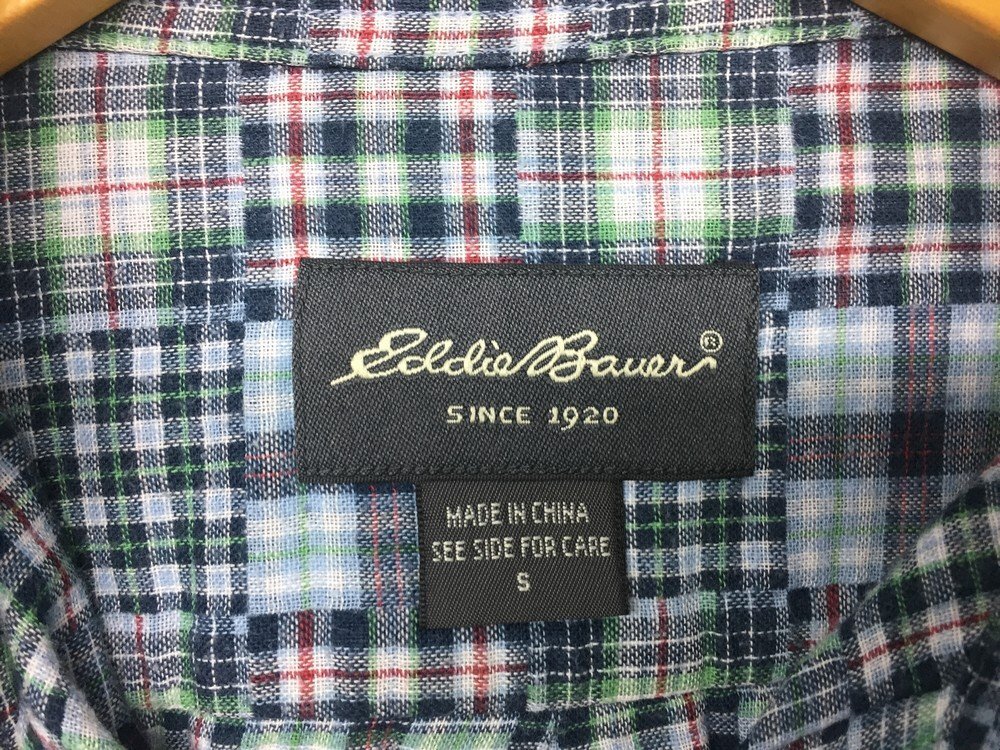 Eddie Bauer®
SINCE 1920
MADE IN CHINA
SEE SIDE FOR CARE
S